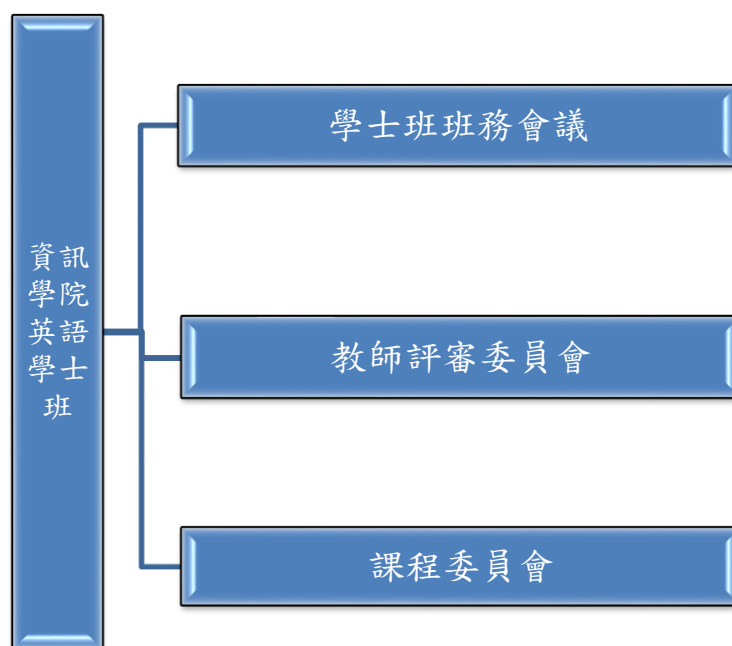 資訊
學院
英語
學士
班
學士班班務會議
教師評審委員會
課程委員會